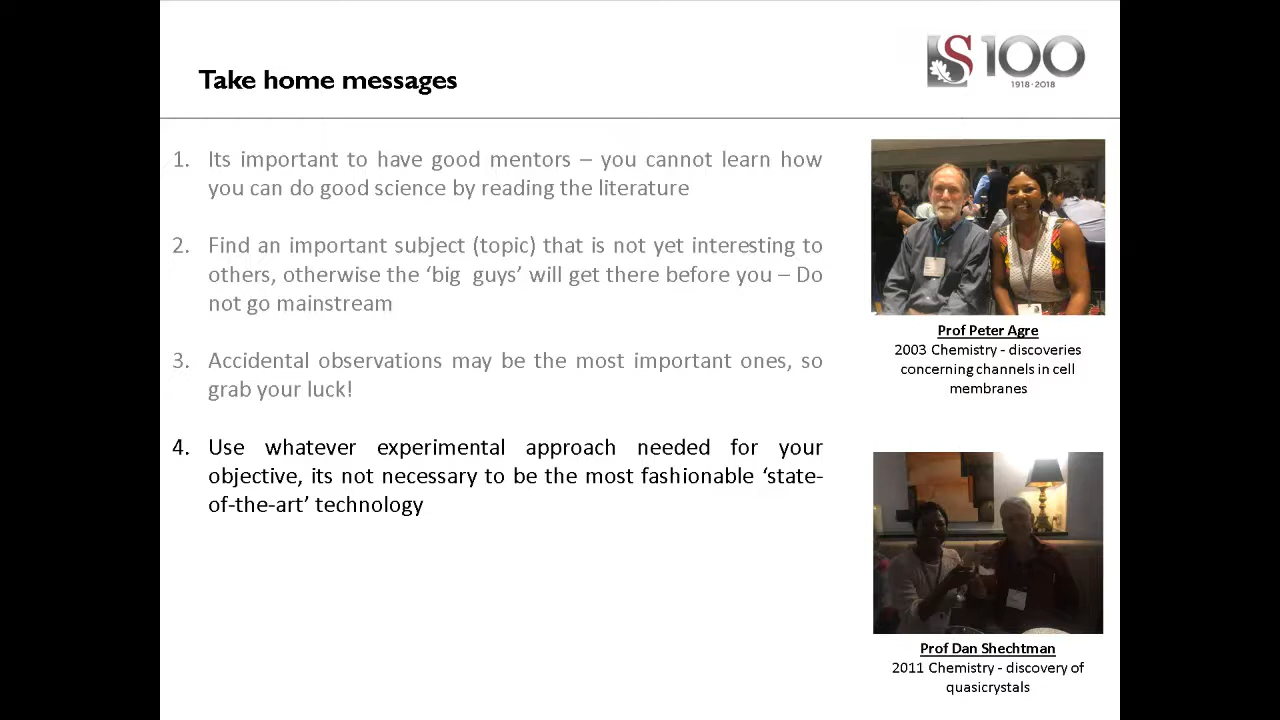 Take home messages
S100
1918·2018
1. Its important to have good mentors – you cannot learn how
you can do good science by reading the literature
2. Find an important subject (topic) that is not yet interesting to
others, otherwise the ‘big guys’ will get there before you – Do
not go mainstream
3. Accidental observations may be the most important ones, so
grab your luck!
4. Use whatever experimental approach needed for your
objective, its not necessary to be the most fashionable ‘state-
of-the-art’ technology
Prof Peter Agre
2003 Chemistry - discoveries
concerning channels in cell
membranes
Prof Dan Shechtman
2011 Chemistry - discovery of
quasicrystals